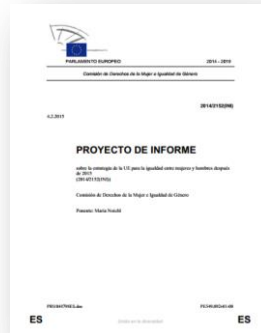 PARLAMENTO EUROPEO
2014 - 2019
Comisión de Derechos de la Mujer e Igualdad de Género
2014/2152(INI)
4.2.2015
PROYECTO DE INFORME
sobre la estrategia de la UE para la igualdad entre mujeres y hombres después
de 2015
(2014/2152(INI))
Comisión de Derechos de la Mujer e Igualdad de Género
Ponente: Maria Noichl
ES
ES